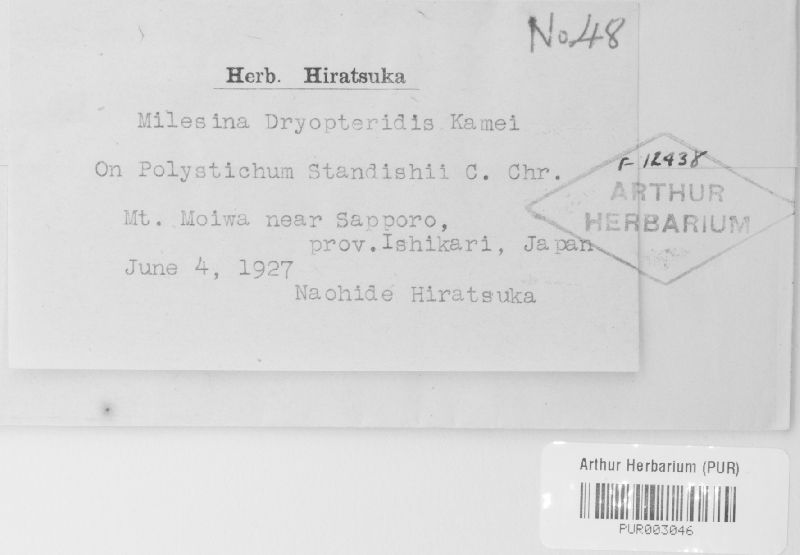 No. 48
Herb. Hiratsuka
Milesina Dryopteridis Kamei
On Polystichum Standishii C. Chr.
F 12438
ARTHUR
HERBARIUM
Mt. Moiwa near Sapporo,
prov.Ishikari, Japan
June 4, 1927
Naohide Hiratsuka
Arthur Herbarium (PUR)
PUR003046